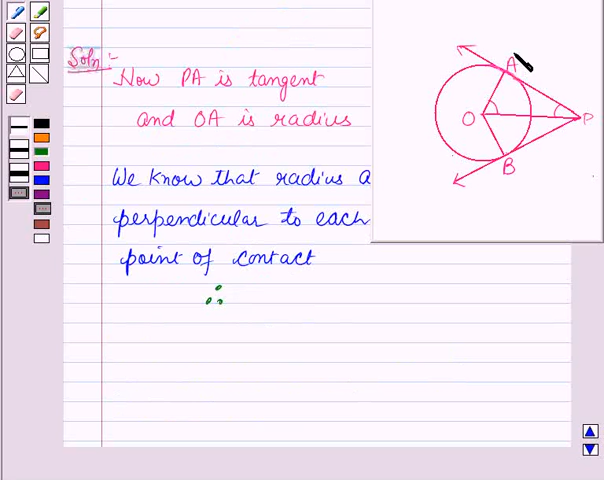 Soln:-
Now PA is tangent
and OA is radius
We know that radius a
perpendicular to each
point of contact
∴
A
O
P
B